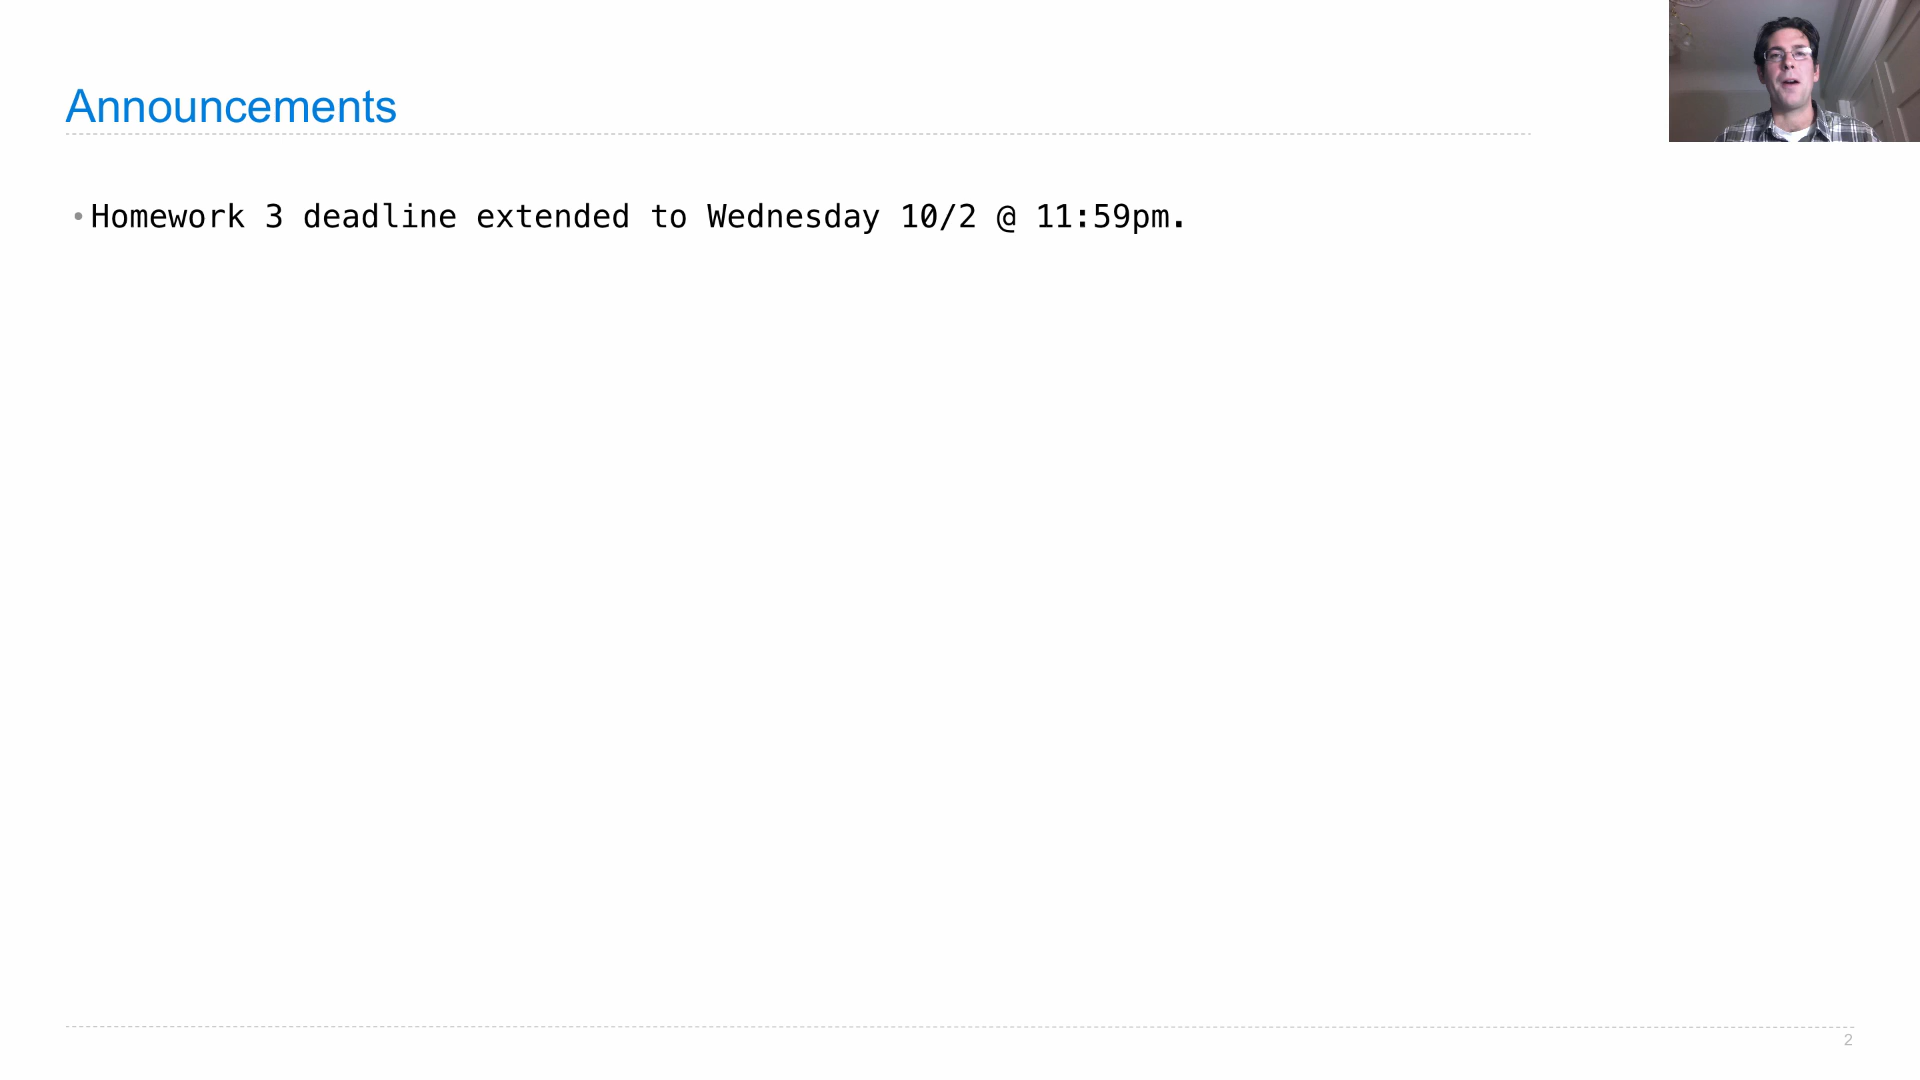 Announcements
•Homework 3 deadline extended to Wednesday 10/2 @ 11:59pm.
2